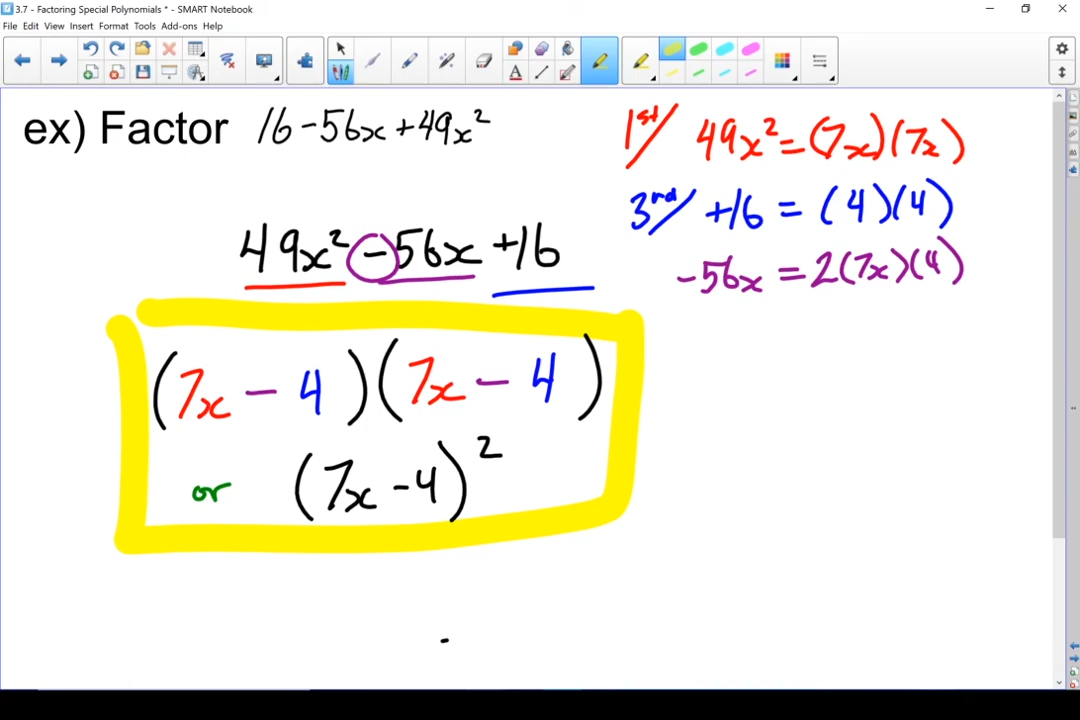 3.7 - Factoring Special Polynomials * - SMART Notebook
File Edit View Insert Format Tools Add-ons Help
ex) Factor 16 - 56x + 49x²
49x² - 56x + 16
(7x - 4)(7x - 4)
or (7x - 4)²
1st/ 49x² = (7x)(7x)
3rd/ +16 = (4)(4)
-56x = 2(7x)(4)